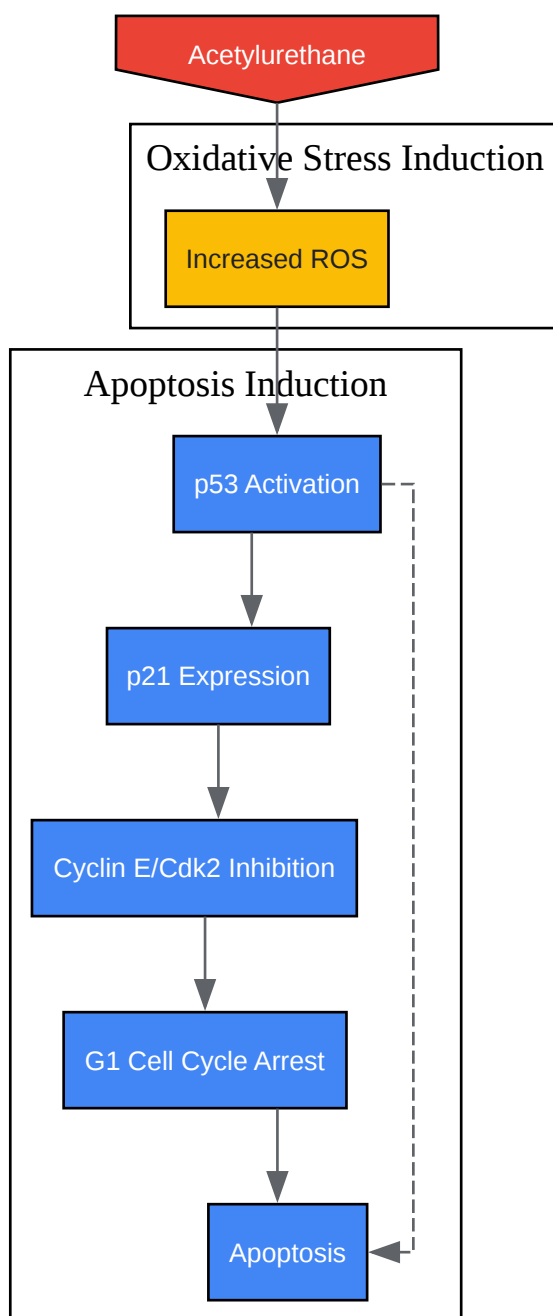 Acetylurethane
Oxidative Stress Induction
Increased ROS
Apoptosis Induction
p53 Activation
p21 Expression
Cyclin E/Cdk2 Inhibition
G1 Cell Cycle Arrest
Apoptosis